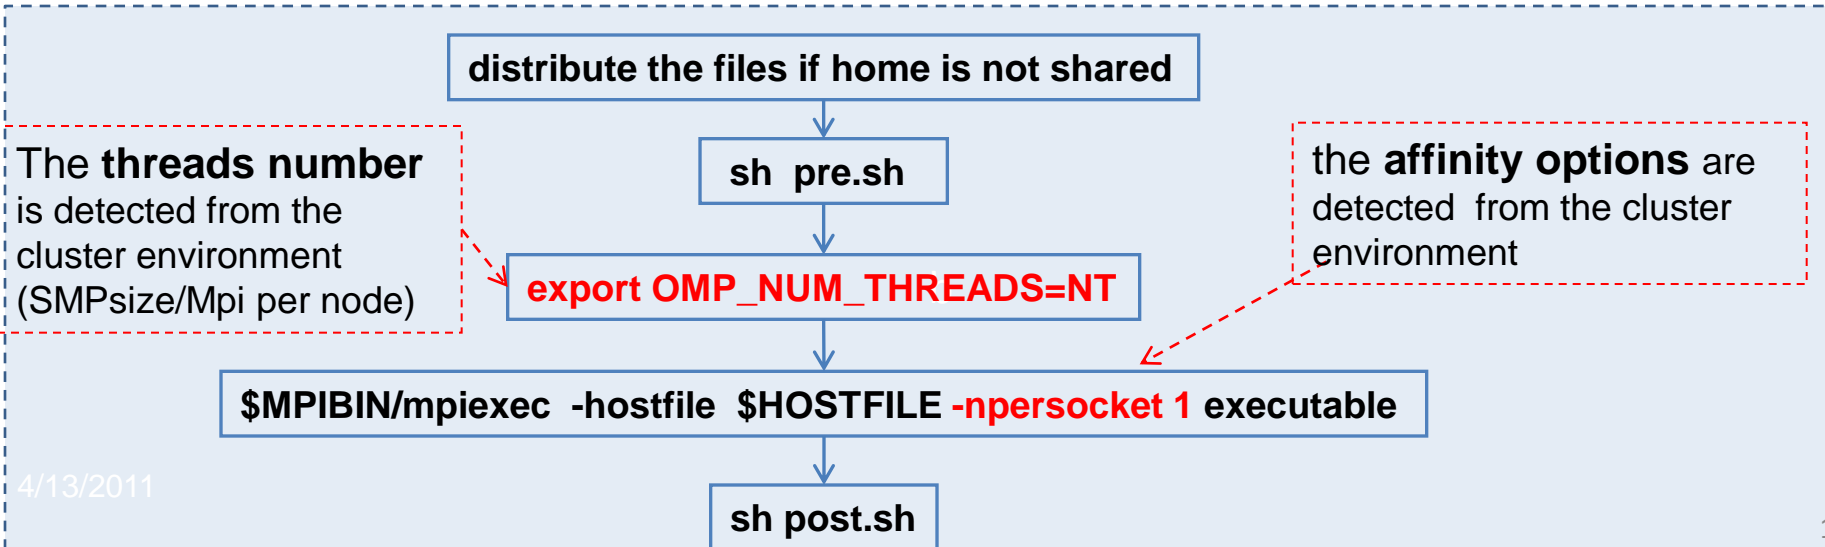 distribute the files if home is not shared
The threads number
is detected from the
cluster environment
(SMPsize/Mpi per node)
sh pre.sh
the affinity options are
detected from the cluster
environment
export OMP_NUM_THREADS=NT
$MPIBIN/mpiexec -hostfile $HOSTFILE -npersocket 1 executable
4/13/2011
sh post.sh